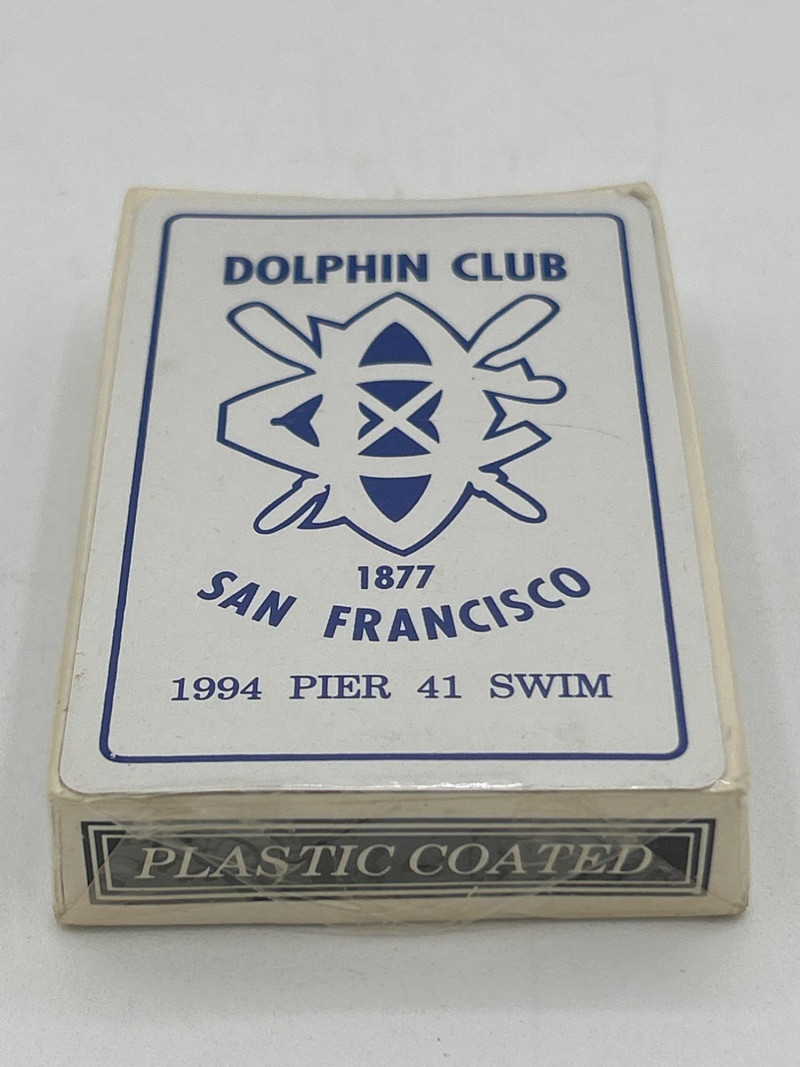 DOLPHIN CLUB
1877
SAN FRANCISCO
1994 PIER 41 SWIM
PLASTIC COATED